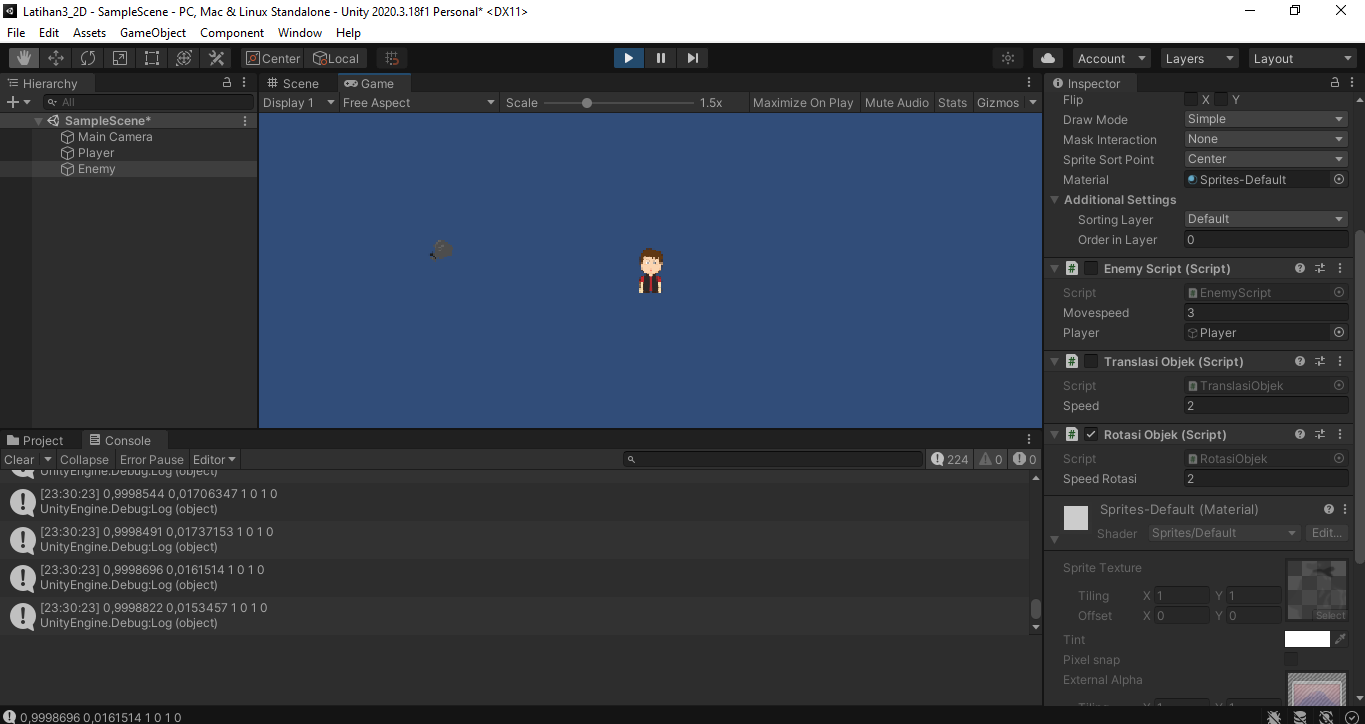 Latihan3_2D - SampleScene - PC, Mac & Linux Standalone - Unity 2020.3.18f1 Personal* <DX11>
File Edit Assets GameObject Component Window Help
Center Local Account Layers Layout
Hierarchy
All
SampleScene*
Main Camera
Player
Enemy
Scene Game
Display 1 Free Aspect Scale 1.5x Maximize On Play Mute Audio Stats Gizmos
Inspector
Flip X Y
Draw Mode Simple
Mask Interaction None
Sprite Sort Point Center
Material Sprites-Default
Additional Settings
Sorting Layer Default
Order in Layer 0
# Enemy Script (Script)
Script EnemyScript
Movespeed 3
Player Player
# Translasi Objek (Script)
Script TranslasiObjek
Speed 2
# Rotasi Objek (Script)
Script RotasiObjek
Speed Rotasi 2
Sprites-Default (Material)
Shader Sprites/Default Edit...
Sprite Texture
Tiling X 1 Y 1
Offset X 0 Y 0
Select
Tint
Pixel snap
External Alpha
Tiling X 1 Y 1
Project Console
Clear Collapse Error Pause Editor 224 0 0
UnityEngine.Debug:Log (object)
[23:30:23] 0,9998544 0,01706347 1 0 1 0
UnityEngine.Debug:Log (object)
[23:30:23] 0,9998491 0,01737153 1 0 1 0
UnityEngine.Debug:Log (object)
[23:30:23] 0,9998696 0,0161514 1 0 1 0
UnityEngine.Debug:Log (object)
[23:30:23] 0,9998822 0,0153457 1 0 1 0
UnityEngine.Debug:Log (object)
0,9998696 0,0161514 1 0 1 0